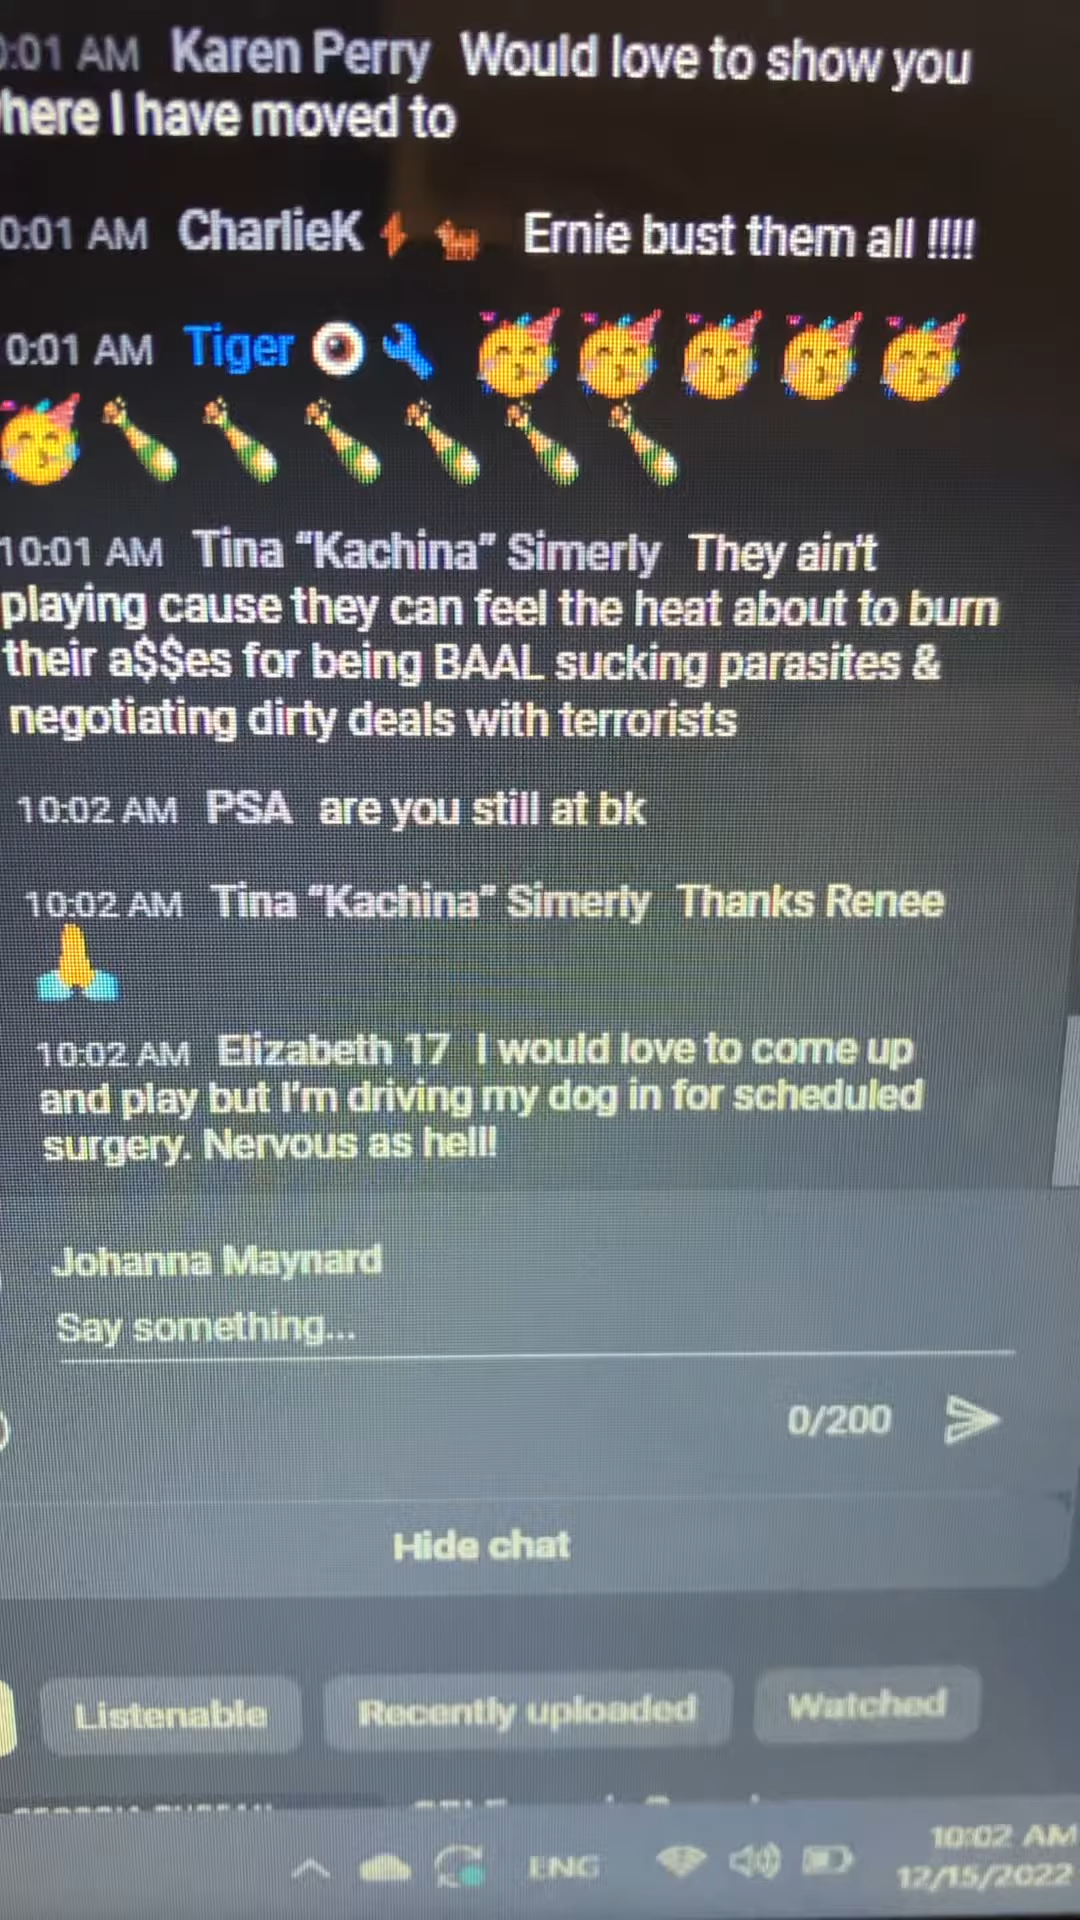 :01 AM Karen Perry Would love to show you
here I have moved to
0:01 AM CharlieK Ernie bust them all !!!!
0:01 AM Tiger
10:01 AM Tina “Kachina” Simerly They ain't
playing cause they can feel the heat about to burn
their a$$es for being BAAL sucking parasites &
negotiating dirty deals with terrorists
10:02 AM PSA are you still at bk
10:02 AM Tina “Kachina” Simerly Thanks Renee
10:02 AM Elizabeth 17 I would love to come up
and play but I'm driving my dog in for scheduled
surgery. Nervous as hell!
Johanna Maynard
Say something...
0/200
Hide chat
Listenable Recently uploaded Watched
ENG
10:02 AM
12/15/2022